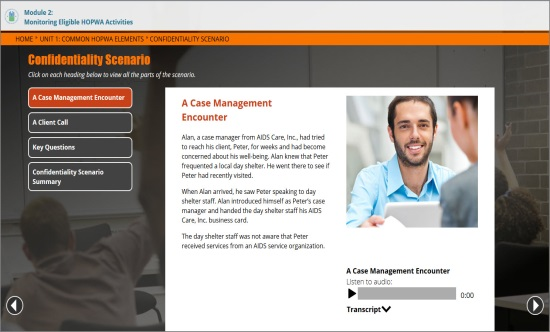 Module 2:
Monitoring Eligible HOPWA Activities
HOME * UNIT 1: COMMON HOPWA ELEMENTS * CONFIDENTIALITY SCENARIO
Confidentiality Scenario
Click on each heading below to view all the parts of the scenario.
A Case Management Encounter
A Client Call
Key Questions
Confidentiality Scenario
Summary
A Case Management
Encounter
Alan, a case manager from AIDS Care, Inc., had tried
to reach his client, Peter, for weeks and had become
concerned about his well-being. Alan knew that Peter
frequented a local day shelter. He went there to see if
Peter had recently visited.
When Alan arrived, he saw Peter speaking to day
shelter staff. Alan introduced himself as Peter's case
manager and handed the day shelter staff his AIDS
Care, Inc. business card.
The day shelter staff was not aware that Peter
received services from an AIDS service organization.
A Case Management Encounter
Listen to audio:
0:00
Transcript